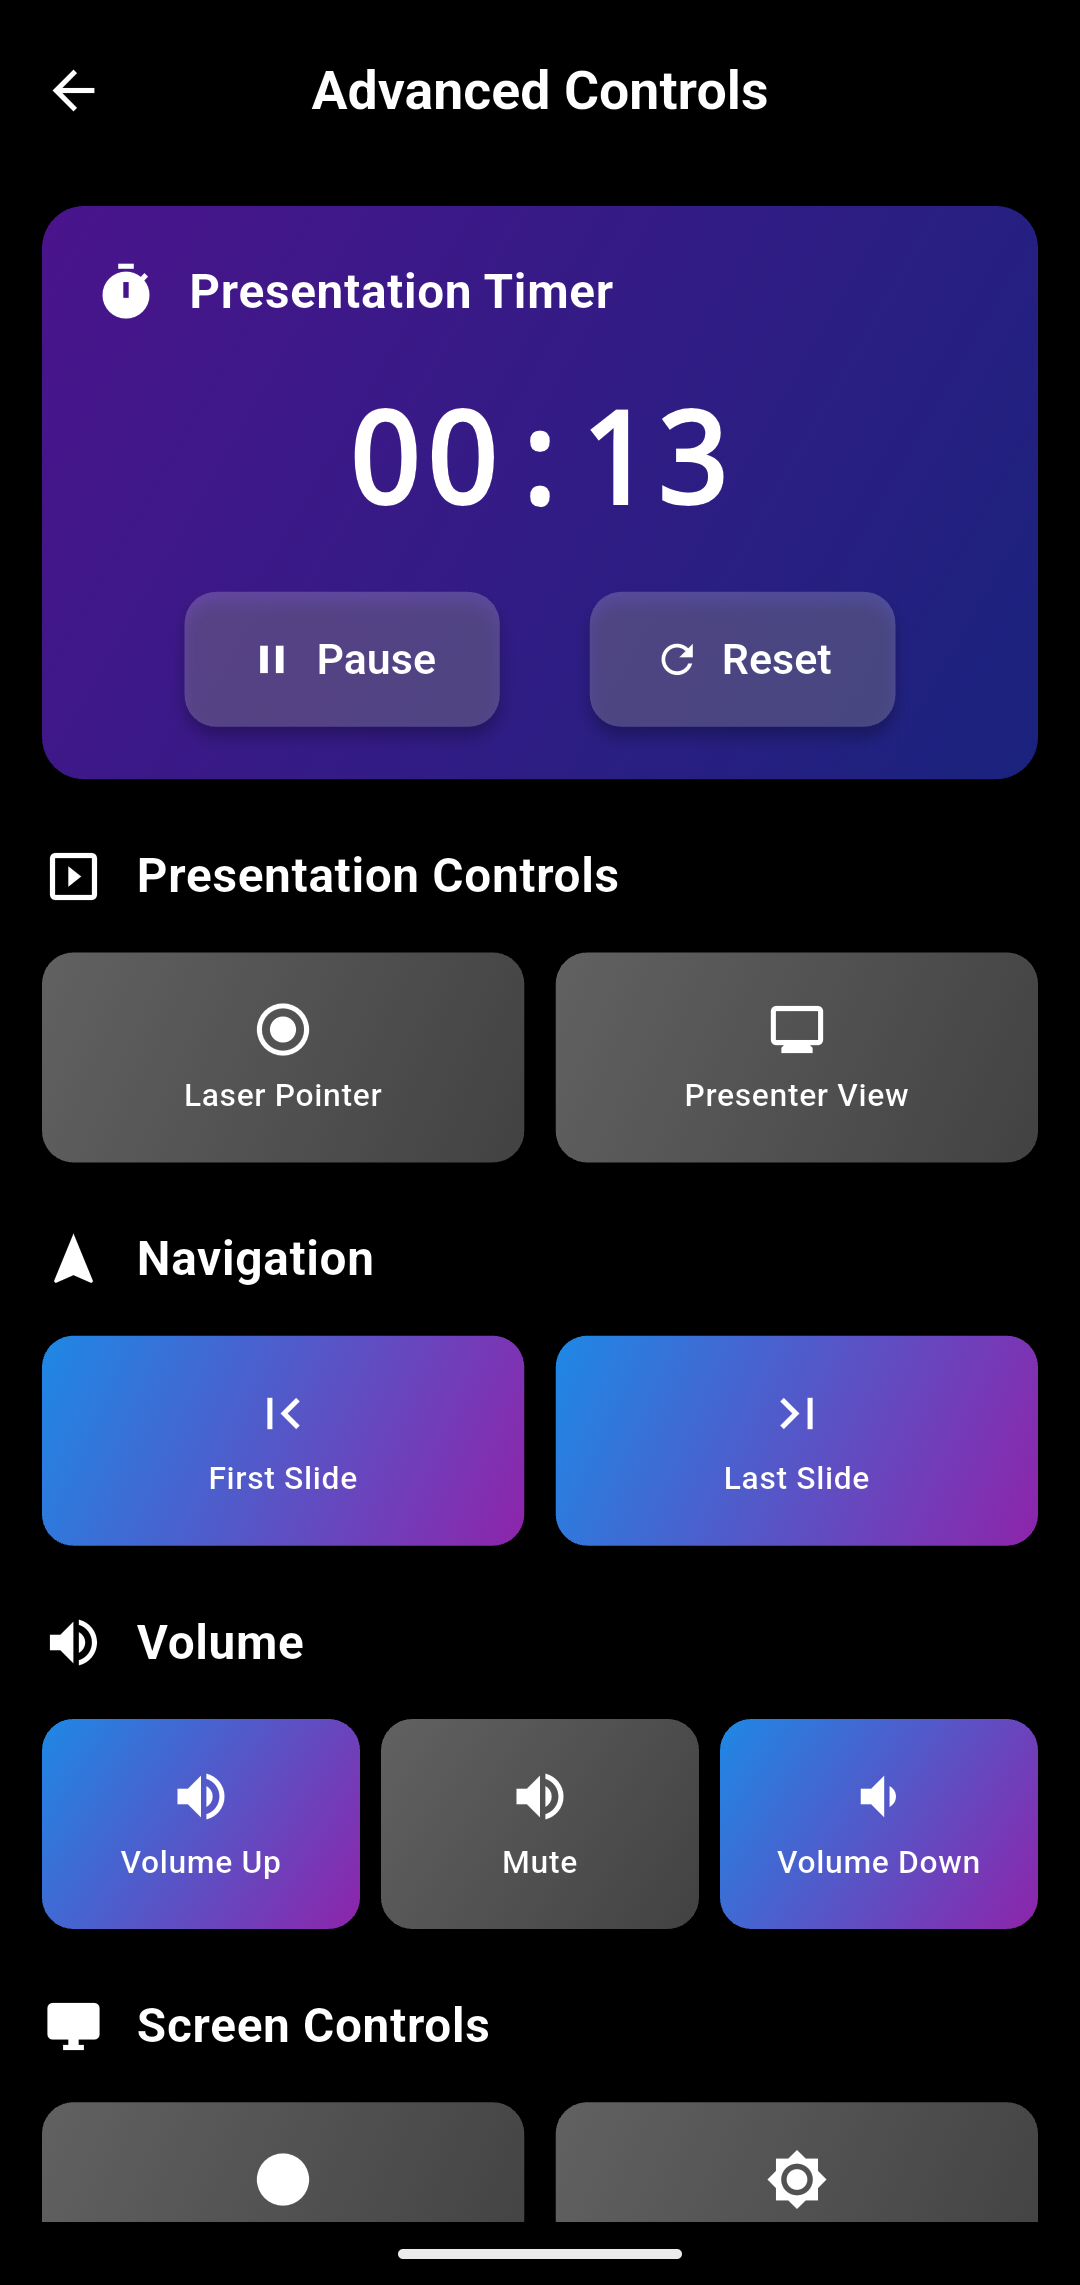 Advanced Controls
Presentation Timer
00:13
Pause
Reset
Presentation Controls
Laser Pointer
Presenter View
Navigation
First Slide
Last Slide
Volume
Volume Up
Mute
Volume Down
Screen Controls